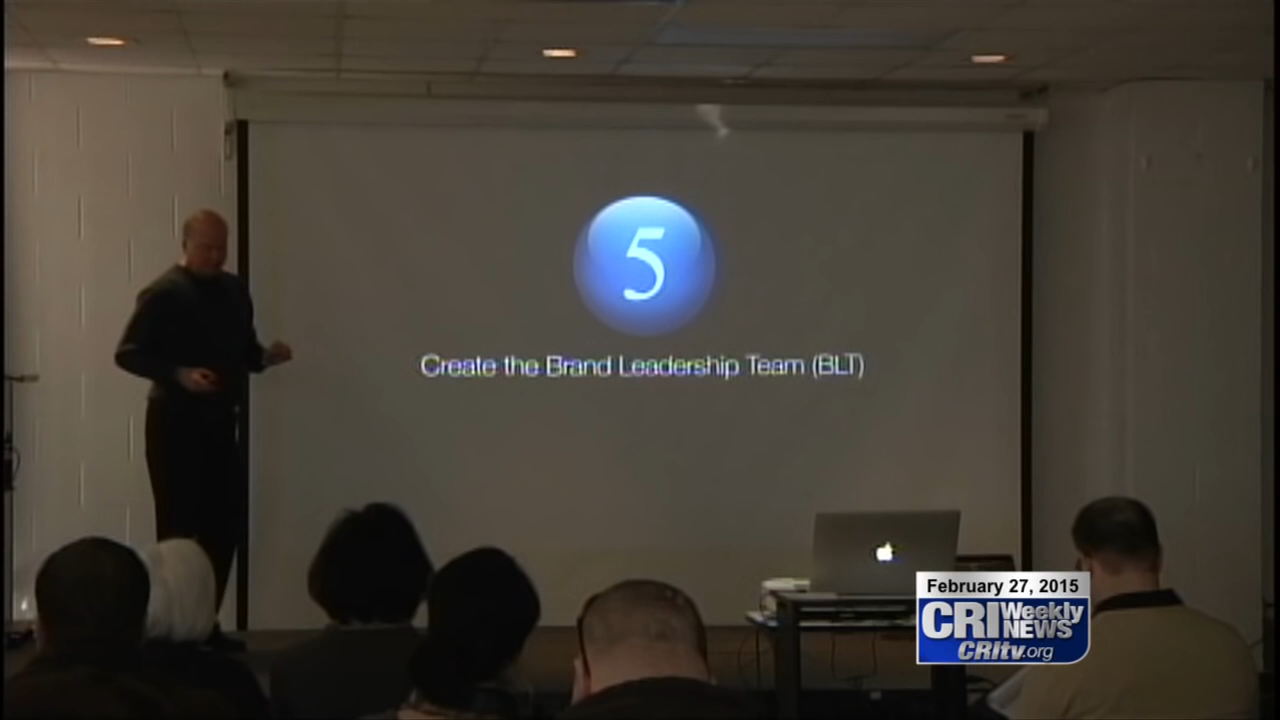 5
Create the Brand Leadership Team (BLT)
February 27, 2015
CRI Weekly NEWS
CRItv.org